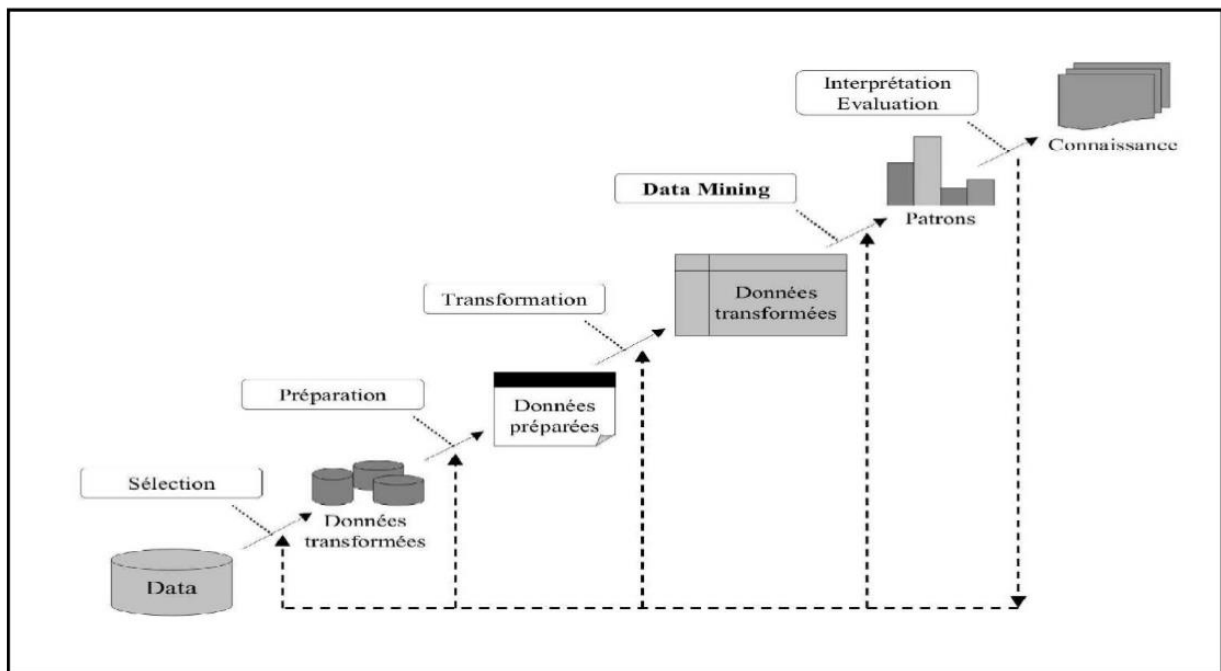 Interprétation
Evaluation
Connaissance
Data Mining
Patrons
Transformation
Données
transformées
Préparation
Données
préparées
Sélection
Données
transformées
Data